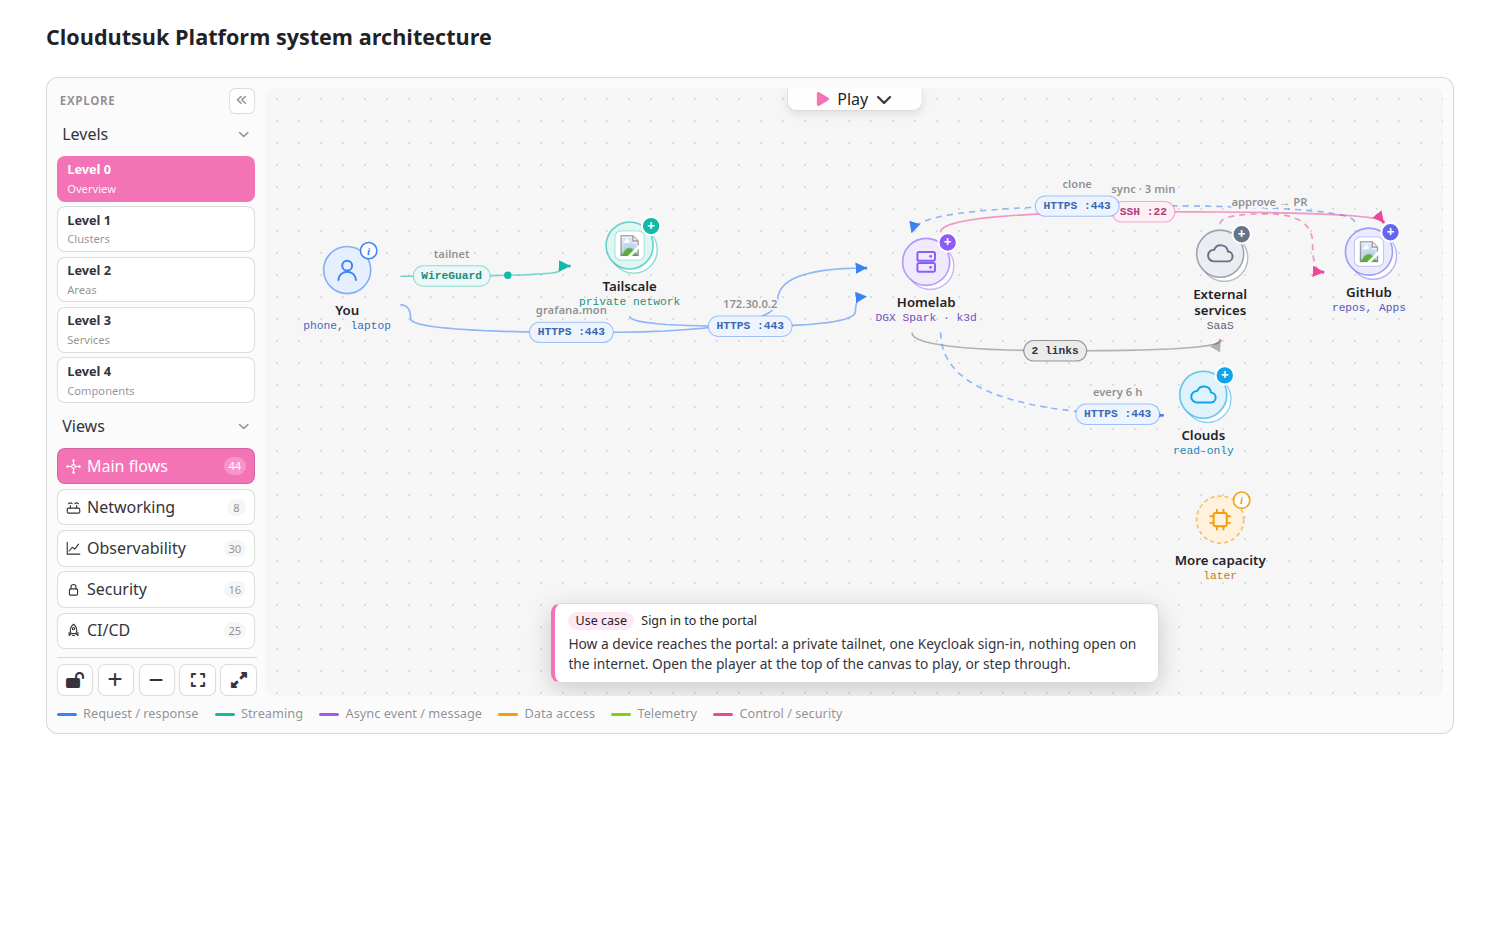 Cloudutsuk Platform system architecture
EXPLORE
Levels
Level 0
Overview
Level 1
Clusters
Level 2
Areas
Level 3
Services
Level 4
Components
Views
Main flows 44
Networking 8
Observability 30
Security 16
CI/CD 25
Play
clone
HTTPS :443
sync · 3 min
SSH :22
approve → PR
tailnet
WireGuard
You
phone, laptop
Tailscale
private network
grafana.mon
HTTPS :443
172.30.0.2
HTTPS :443
Homelab
DGX Spark · k3d
External
services
SaaS
GitHub
repos, Apps
2 links
every 6 h
HTTPS :443
Clouds
read-only
More capacity
later
Use case Sign in to the portal
How a device reaches the portal: a private tailnet, one Keycloak sign-in, nothing open on
the internet. Open the player at the top of the canvas to play, or step through.
Request / response Streaming Async event / message Data access Telemetry Control / security